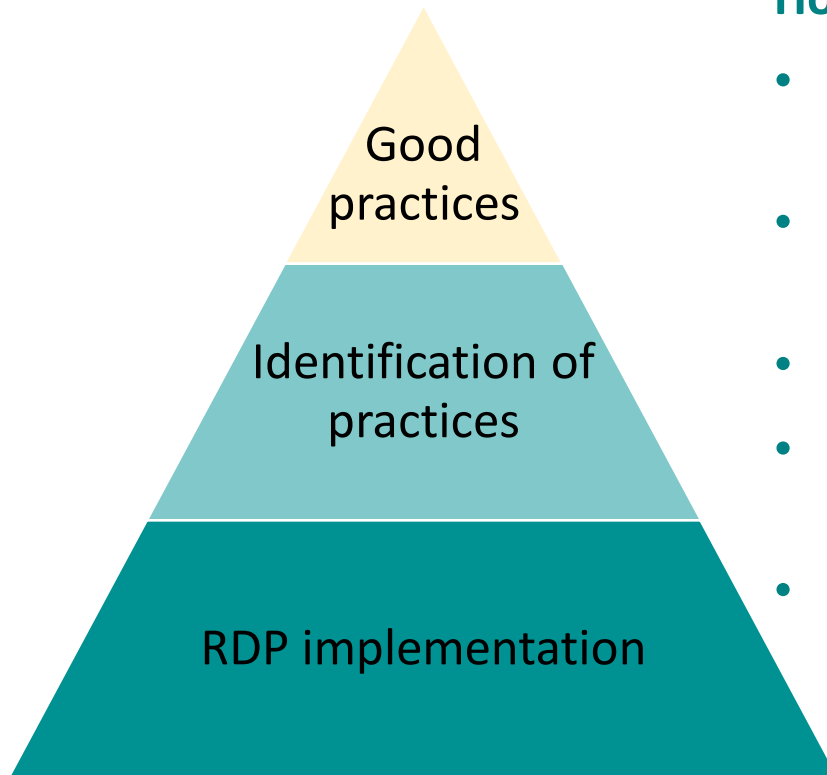 Good
practices
Identification of
practices
RDP implementation